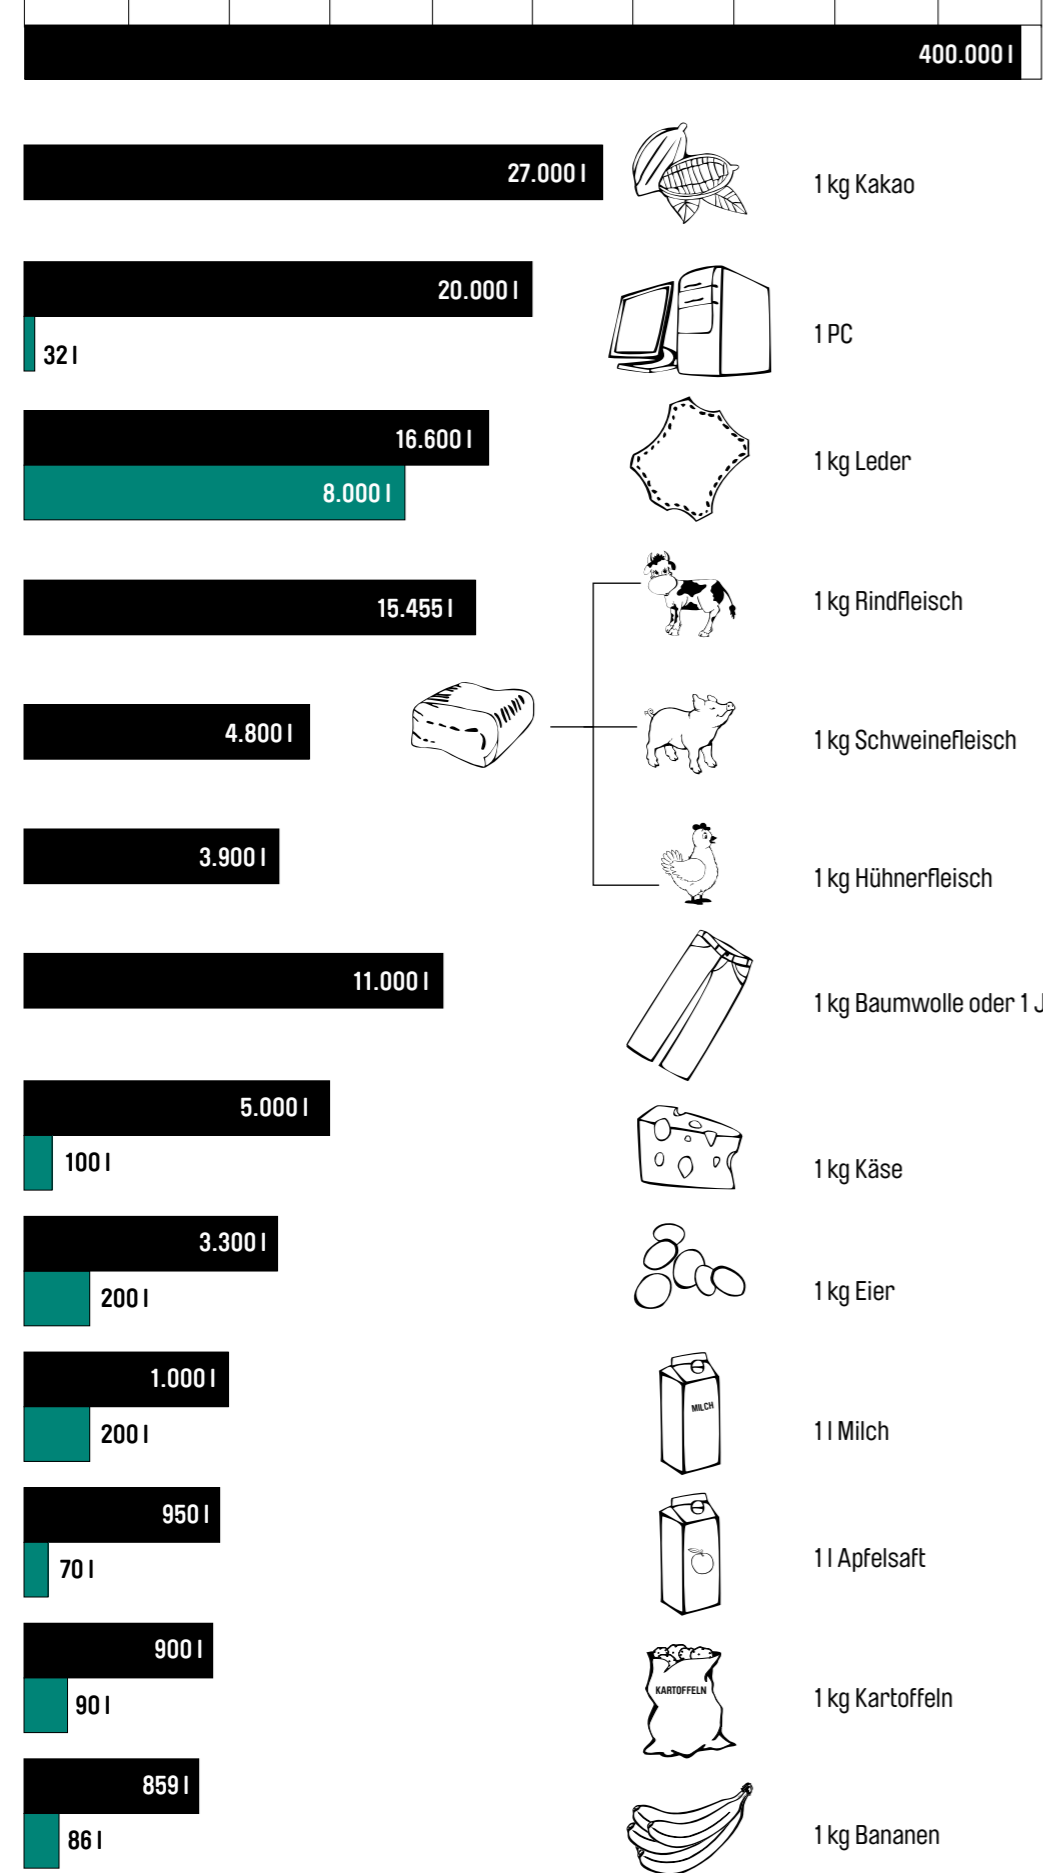 400.000 l
27.000 l
1 kg Kakao
20.000 l
32 l
1 PC
16.600 l
8.000 l
1 kg Leder
15.455 l
1 kg Rindfleisch
4.800 l
1 kg Schweinefleisch
3.900 l
1 kg Hühnerfleisch
11.000 l
1 kg Baumwolle oder 1 J
5.000 l
100 l
1 kg Käse
3.300 l
200 l
1 kg Eier
1.000 l
200 l
MILCH
1 l Milch
950 l
70 l
1 l Apfelsaft
900 l
90 l
KARTOFFELN
1 kg Kartoffeln
859 l
86 l
1 kg Bananen